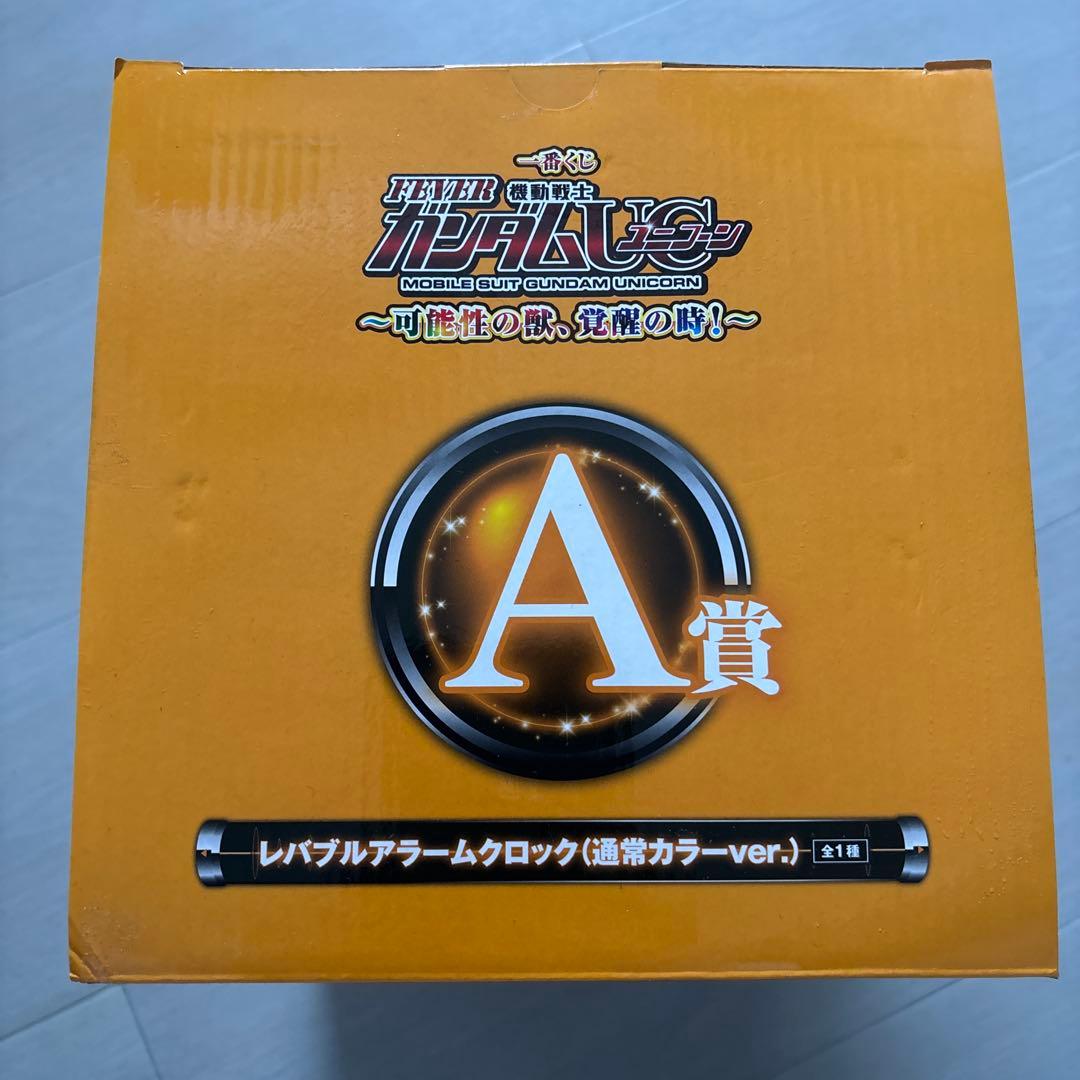 一番くじ
FEVER 機動戦士
ガンダムUC ユニコーン
MOBILE SUIT GUNDAM UNICORN
～可能性の獣、覚醒の時!～
A賞
レバブルアラームクロック(通常カラーver.) 全1種